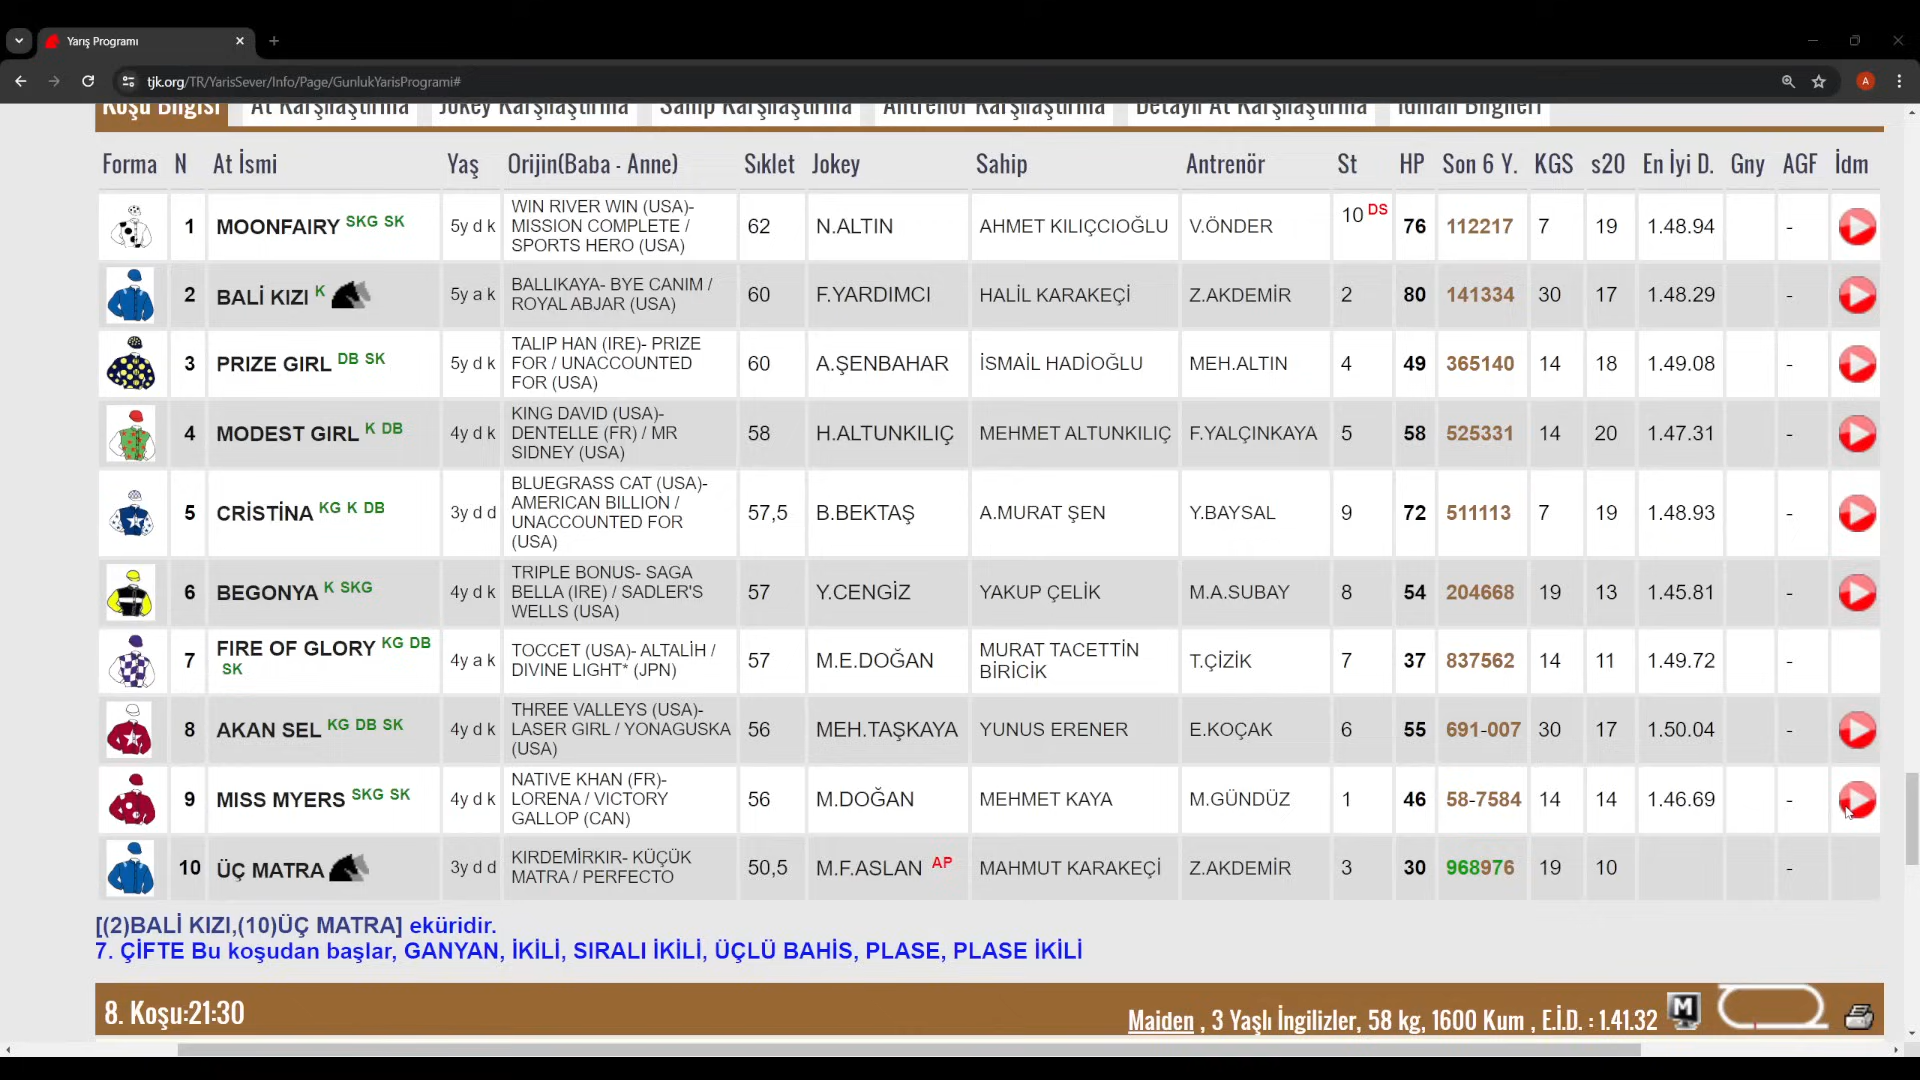 Yarış Programı
tjk.org/TR/YarisSever/Info/Page/GunlukYarisProgrami#
A
Koşu Bilgisi At Karşılaştırma Jokey Karşılaştırma Sahip Karşılaştırma Antrenör Karşılaştırma Detaylı At Karşılaştırma İdman Bilgileri
Forma N At İsmi Yaş Orijin(Baba - Anne) Sıklet Jokey Sahip Antrenör St HP Son 6 Y. KGS s20 En İyi D. Gny AGF İdm
1 MOONFAIRY SKG SK 5y d k WIN RIVER WIN (USA)- MISSION COMPLETE / SPORTS HERO (USA) 62 N.ALTIN AHMET KILIÇCIOĞLU V.ÖNDER 10 DS 76 112217 7 19 1.48.94 -
2 BALİ KIZI K 5y a k BALLIKAYA- BYE CANIM / ROYAL ABJAR (USA) 60 F.YARDIMCI HALİL KARAKEÇİ Z.AKDEMİR 2 80 141334 30 17 1.48.29 -
3 PRIZE GIRL DB SK 5y d k TALIP HAN (IRE)- PRIZE FOR / UNACCOUNTED FOR (USA) 60 A.ŞENBAHAR İSMAİL HADİOĞLU MEH.ALTIN 4 49 365140 14 18 1.49.08 -
4 MODEST GIRL K DB 4y d k KING DAVID (USA)- DENTELLE (FR) / MR SIDNEY (USA) 58 H.ALTUNKILIÇ MEHMET ALTUNKILIÇ F.YALÇINKAYA 5 58 525331 14 20 1.47.31 -
5 CRİSTİNA KG K DB 3y d d BLUEGRASS CAT (USA)- AMERICAN BILLION / UNACCOUNTED FOR (USA) 57,5 B.BEKTAŞ A.MURAT ŞEN Y.BAYSAL 9 72 511113 7 19 1.48.93 -
6 BEGONYA K SKG 4y d k TRIPLE BONUS- SAGA BELLA (IRE) / SADLER'S WELLS (USA) 57 Y.CENGİZ YAKUP ÇELİK M.A.SUBAY 8 54 204668 19 13 1.45.81 -
7 FIRE OF GLORY KG DB SK 4y a k TOCCET (USA)- ALTALİH / DIVINE LIGHT* (JPN) 57 M.E.DOĞAN MURAT TACETTİN BİRİCİK T.ÇİZİK 7 37 837562 14 11 1.49.72 -
8 AKAN SEL KG DB SK 4y d k THREE VALLEYS (USA)- LASER GIRL / YONAGUSKA (USA) 56 MEH.TAŞKAYA YUNUS ERENER E.KOÇAK 6 55 691-007 30 17 1.50.04 -
9 MISS MYERS SKG SK 4y d k NATIVE KHAN (FR)- LORENA / VICTORY GALLOP (CAN) 56 M.DOĞAN MEHMET KAYA M.GÜNDÜZ 1 46 58-7584 14 14 1.46.69 -
10 ÜÇ MATRA 3y d d KIRDEMİRKIR- KÜÇÜK MATRA / PERFECTO 50,5 M.F.ASLAN AP MAHMUT KARAKEÇİ Z.AKDEMİR 3 30 968976 19 10 -
[(2)BALİ KIZI,(10)ÜÇ MATRA] eküridir.
7. ÇİFTE Bu koşudan başlar, GANYAN, İKİLİ, SIRALI İKİLİ, ÜÇLÜ BAHİS, PLASE, PLASE İKİLİ
8. Koşu:21:30
Maiden , 3 Yaşlı İngilizler, 58 kg, 1600 Kum , E.İ.D. : 1.41.32 M